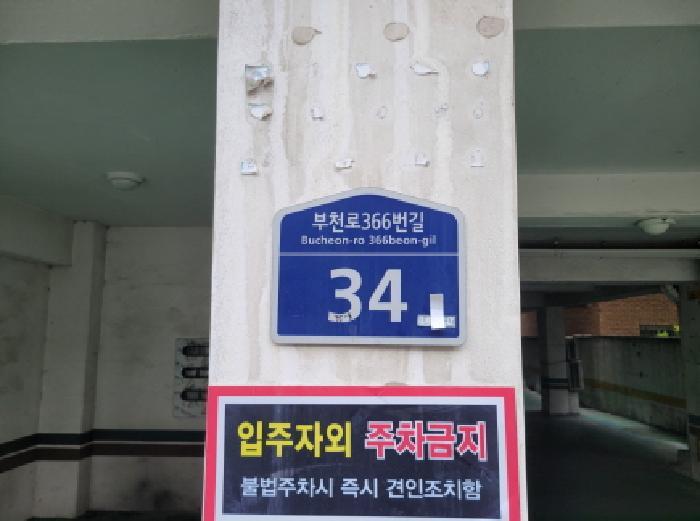 부천로366번길
Bucheon-ro 366beon-gil
34
입주자외 주차금지
불법주차시 즉시 견인조치함